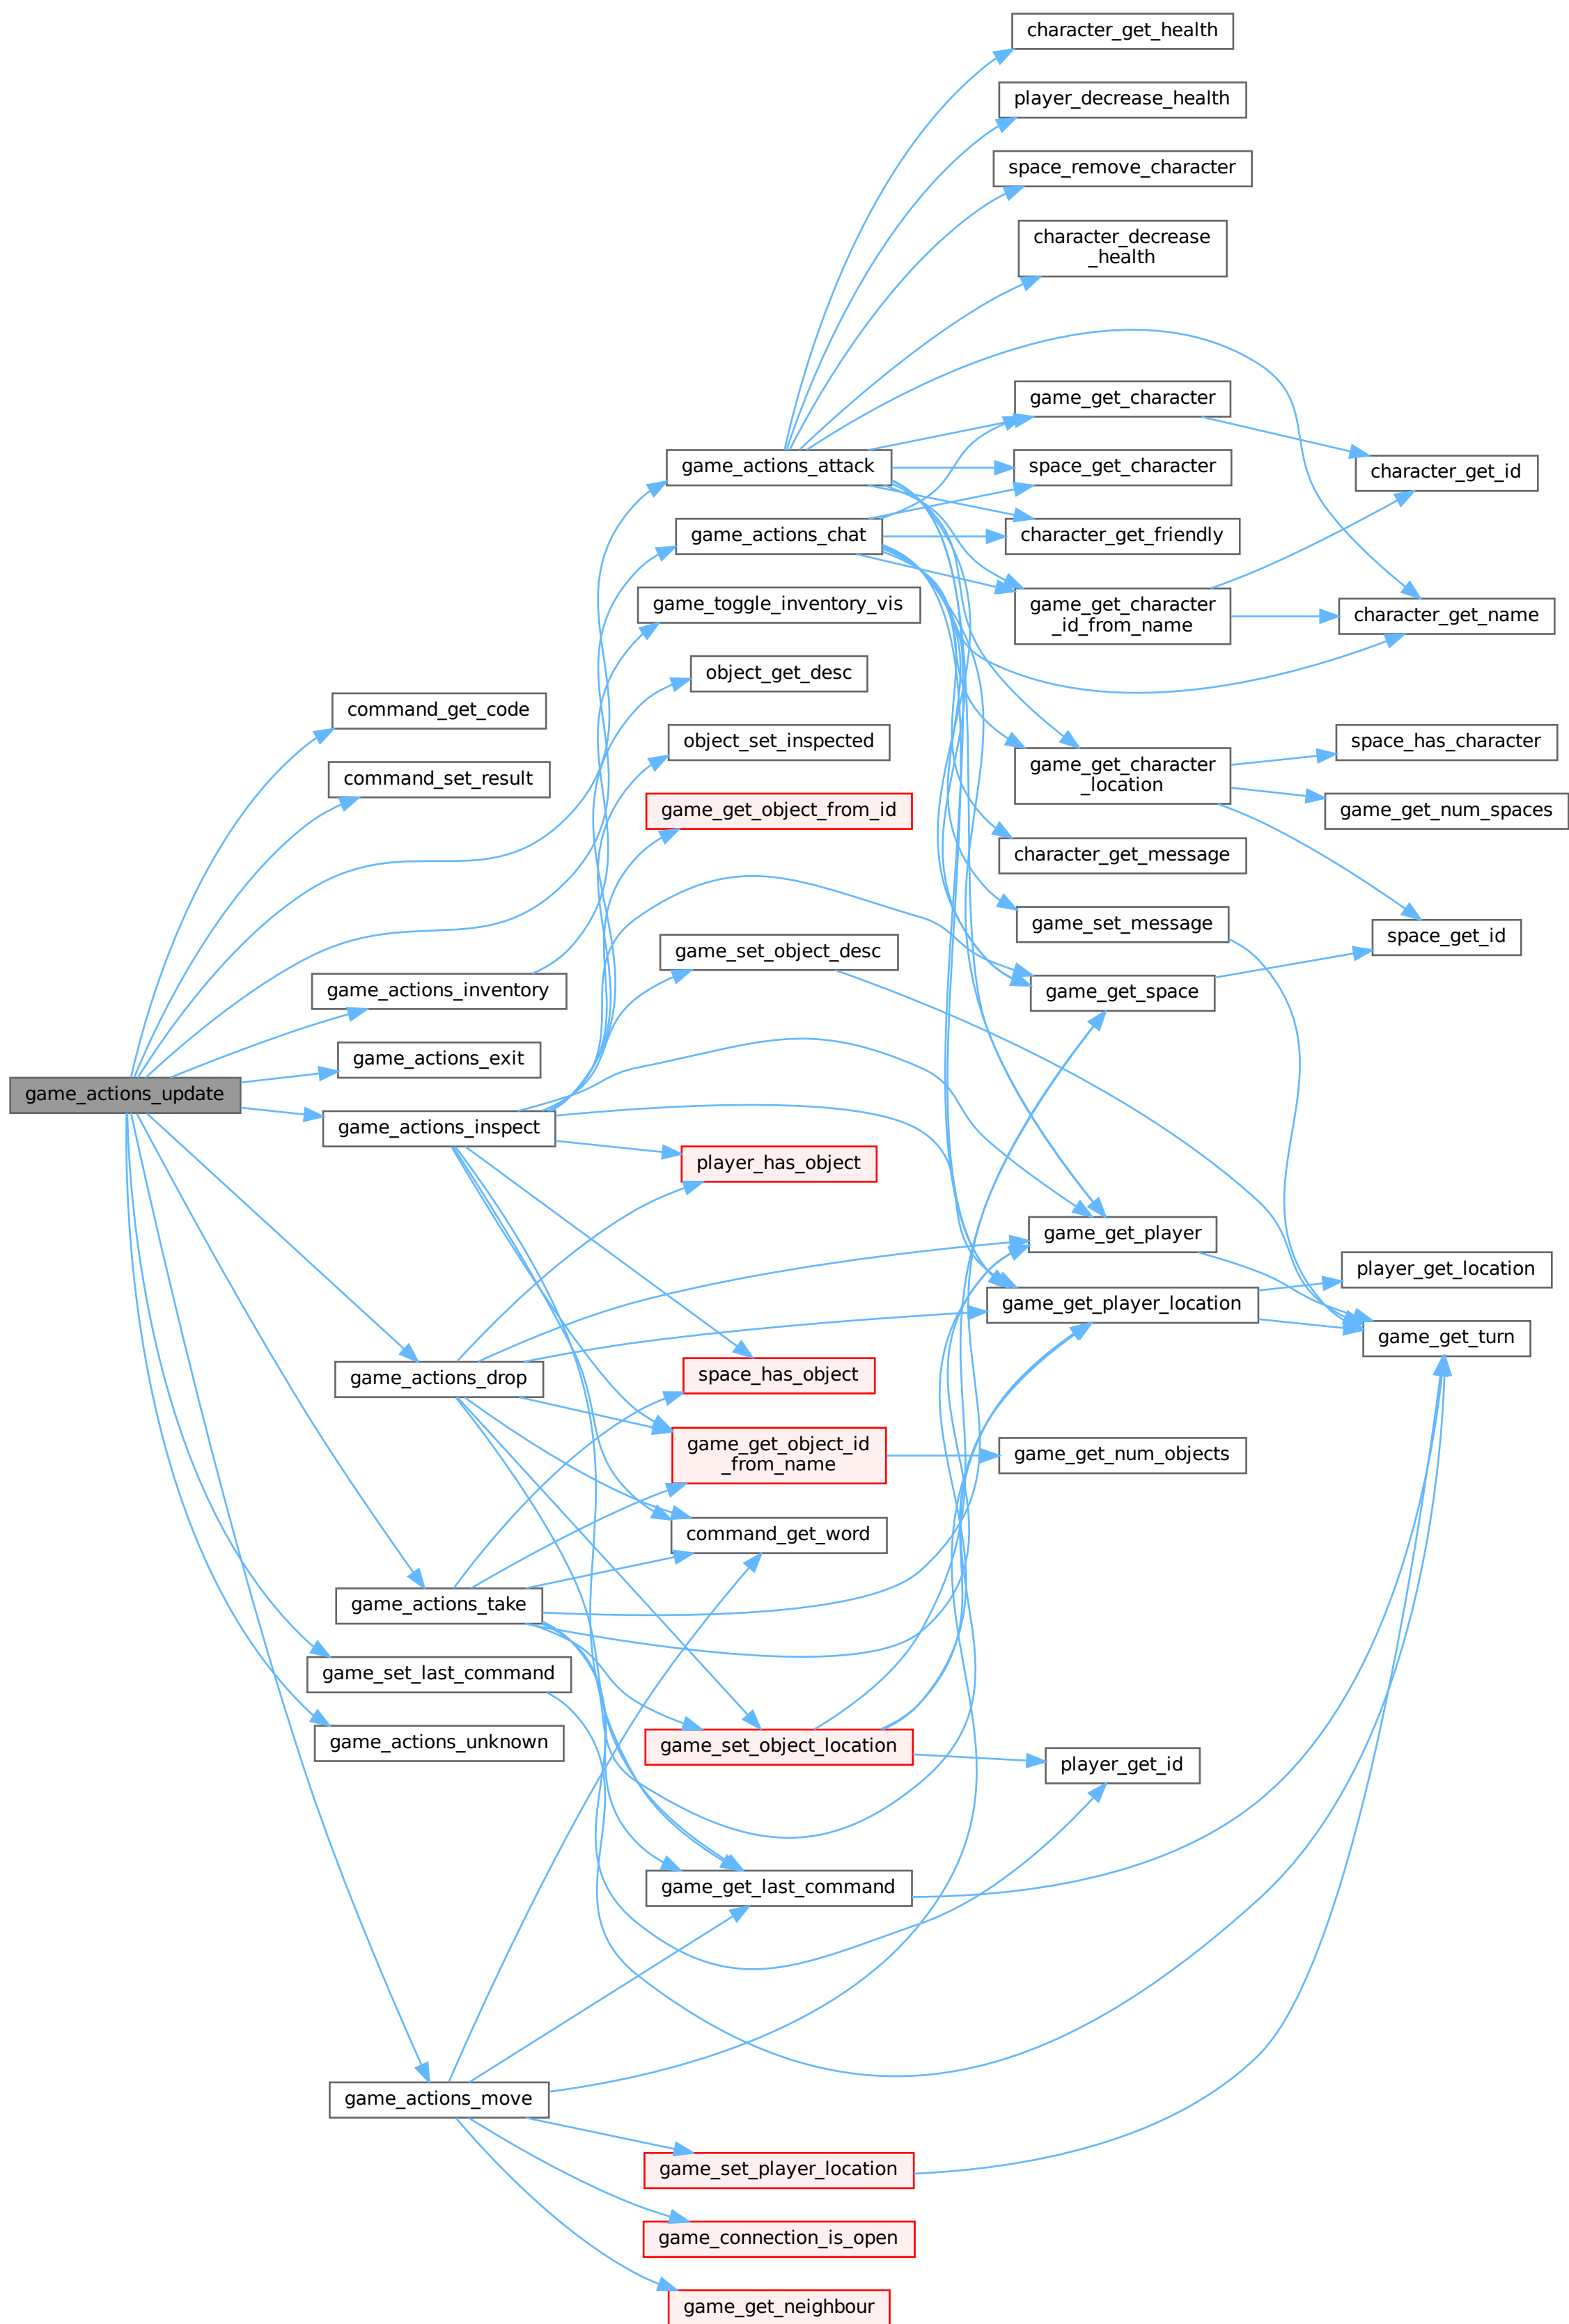 character_get_health
player_decrease_health
space_remove_character
character_decrease
_health
game_get_character
game_actions_attack
space_get_character
character_get_id
game_actions_chat
character_get_friendly
game_toggle_inventory_vis
game_get_character
_id_from_name
character_get_name
object_get_desc
command_get_code
object_set_inspected
space_has_character
command_set_result
game_get_character
_location
game_get_object_from_id
game_get_num_spaces
character_get_message
game_set_message
space_get_id
game_set_object_desc
game_actions_inventory
game_get_space
game_actions_exit
game_actions_update
game_actions_inspect
player_has_object
game_get_player
player_get_location
game_get_player_location
game_get_turn
game_actions_drop
space_has_object
game_get_object_id
_from_name
game_get_num_objects
command_get_word
game_actions_take
game_set_last_command
game_actions_unknown
game_set_object_location
player_get_id
game_get_last_command
game_actions_move
game_set_player_location
game_connection_is_open
game_get_neighbour